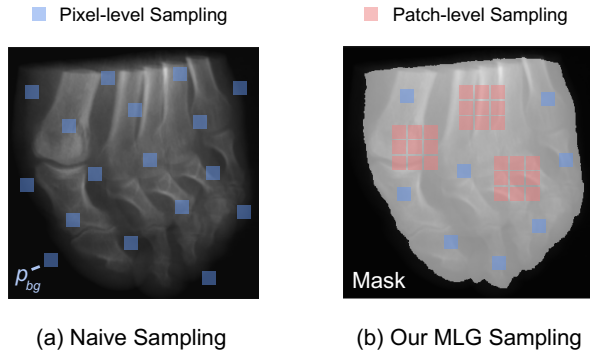 Pixel-level Sampling
Patch-level Sampling
p_bg
Mask
(a) Naive Sampling
(b) Our MLG Sampling